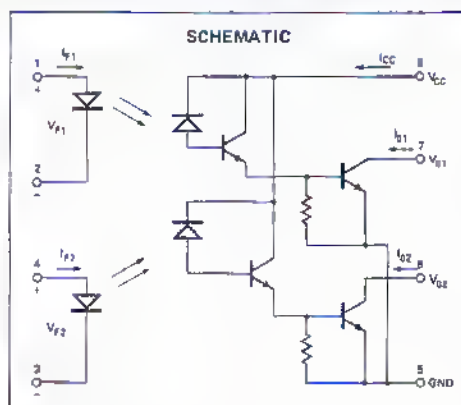 SCHEMATIC
1
+
IF1
VF1
2
–
4
+
IF2
VF2
3
–
ICC
8
VCC
IO1
7
VO1
IO2
6
VO2
5
GND